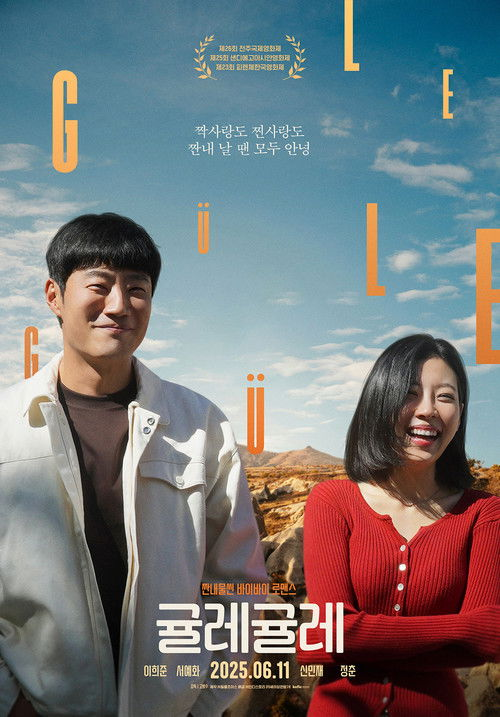 제26회 전주국제영화제
제25회 샌디에고아시안영화제
제23회 피렌체한국영화제
G
L
E
짝사랑도 찐사랑도
짠내 날 땐 모두 안녕
Ü
L
E
G
Ü
짠내물씬 바이바이 로맨스
귤레귤레
이희준 서예화 2025.06.11 신민재 정춘